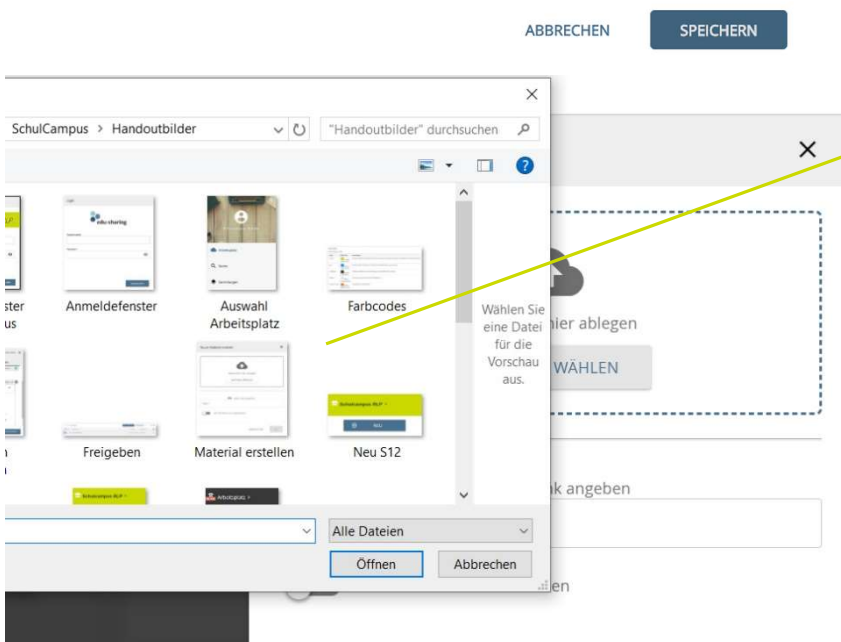 ABBRECHEN
SPEICHERN
SchulCampus > Handoutbilder
"Handoutbilder" durchsuchen
ster
us
Anmeldefenster
Auswahl
Arbeitsplatz
Farbcodes
Wählen Sie
eine Datei
für die
Vorschau
aus.
hier ablegen
WÄHLEN
Freigeben
Material erstellen
Neu S12
nk angeben
Alle Dateien
Öffnen
Abbrechen
en